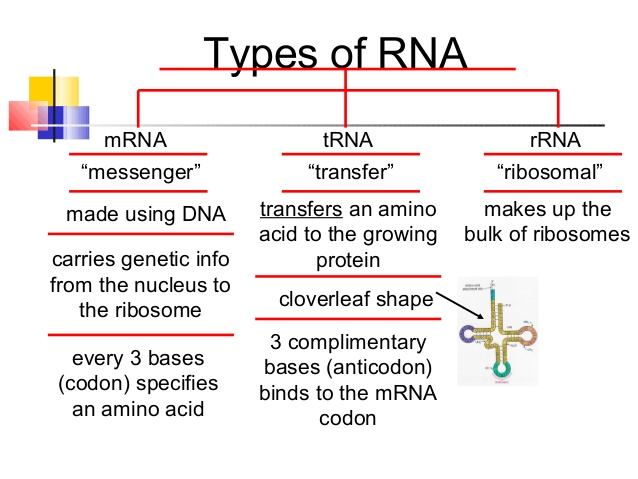 Types of RNA
mRNA
“messenger”
made using DNA
carries genetic info
from the nucleus to
the ribosome
every 3 bases
(codon) specifies
an amino acid
tRNA
“transfer”
transfers an amino
acid to the growing
protein
cloverleaf shape
3 complimentary
bases (anticodon)
binds to the mRNA
codon
rRNA
“ribosomal”
makes up the
bulk of ribosomes